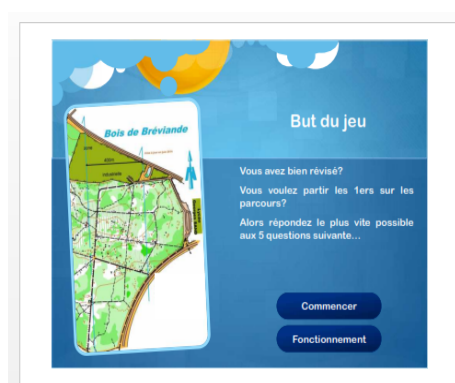 Bois de Bréviande
But du jeu
Vous avez bien révisé?
Vous voulez partir les 1ers sur les
parcours?
Alors répondez le plus vite possible
aux 5 questions suivante...
Commencer
Fonctionnement